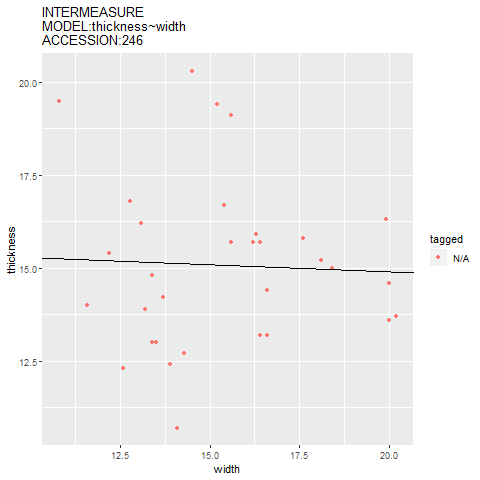 INTERMEASURE
MODEL:thickness~width
ACCESSION:246
20.0
17.5
15.0
12.5
thickness
12.5
15.0
17.5
20.0
width
tagged
N/A